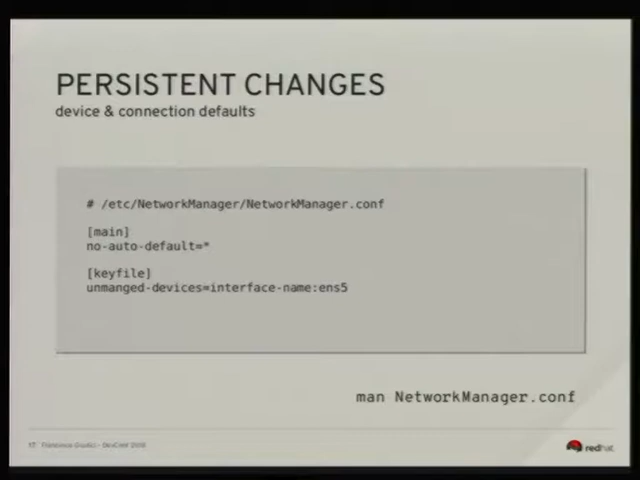 PERSISTENT CHANGES
device & connection defaults
# /etc/NetworkManager/NetworkManager.conf
[main]
no-auto-default=*
[keyfile]
unmanged-devices=interface-name:ens5
man NetworkManager.conf
17
redhat